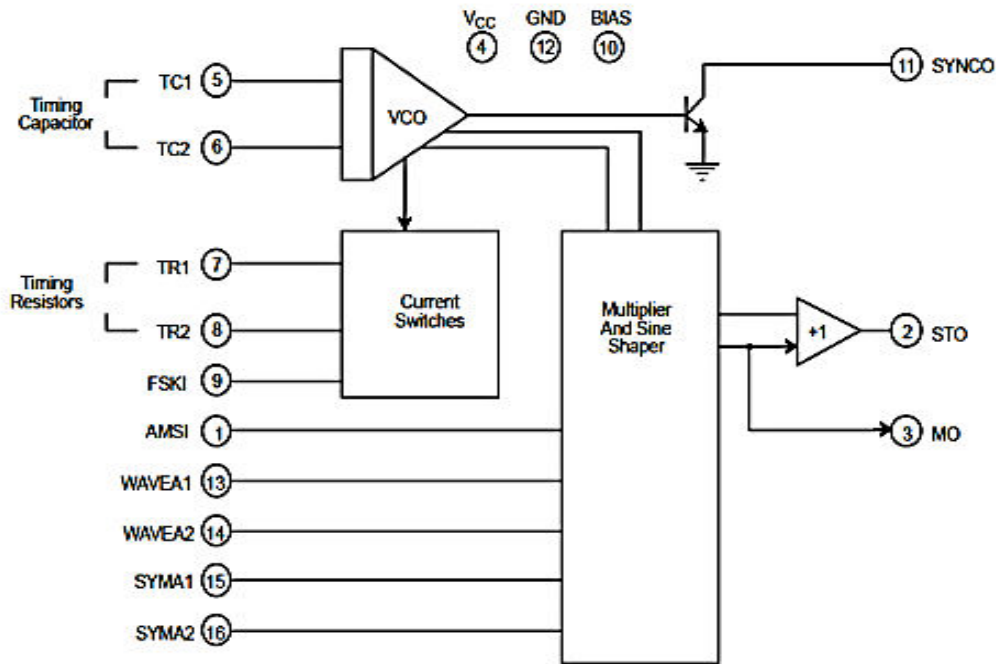 VCC GND BIAS
4 12 10
TC1 5
11 SYNCO
Timing
Capacitor
VCO
TC2 6
TR1 7
Timing
Resistors
Current
Switches
Multiplier
And Sine
Shaper
TR2 8
+1
2 STO
FSKI 9
AMSI 1
3 MO
WAVEA1 13
WAVEA2 14
SYMA1 15
SYMA2 16